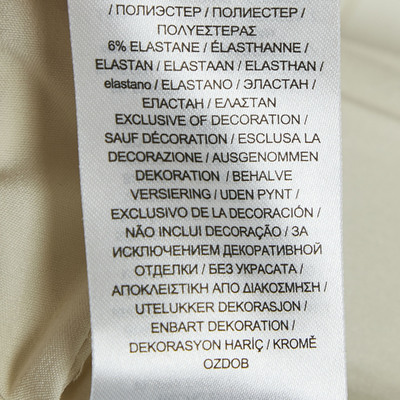 / ПОЛИЭСТЕР / ПОЛИЕСТЕР /
ПОЛУЕСТЕРАΣ
6% ELASTANE / ÉLASTHANNE /
ELASTAN / ELASTAAN / ELASTHAN /
elastano / ELASTANO / ЭЛАСТАН /
ЕЛАСТАН / ΕΛΑΣΤΑΝ
EXCLUSIVE OF DECORATION /
SAUF DÉCORATION / ESCLUSA LA
DECORAZIONE / AUSGENOMMEN
DEKORATION / BEHALVE
VERSIERING / UDEN PYNT /
EXCLUSIVO DE LA DECORACIÓN /
NÃO INCLUI DECORAÇÃO / ЗА
ИСКЛЮЧЕНИЕМ ДЕКОРАТИВНОЙ
ОТДЕЛКИ / БЕЗ УКРАСАТА /
ΑΠΟΚΛΕΙΣΤΙΚΗ ΑΠΟ ΔΙΑΚΟΣΜΗΣΗ /
UTELUKKER DEKORASJON /
ENBART DEKORATION /
DEKORASYON HARİÇ / KROMĚ
OZDOB